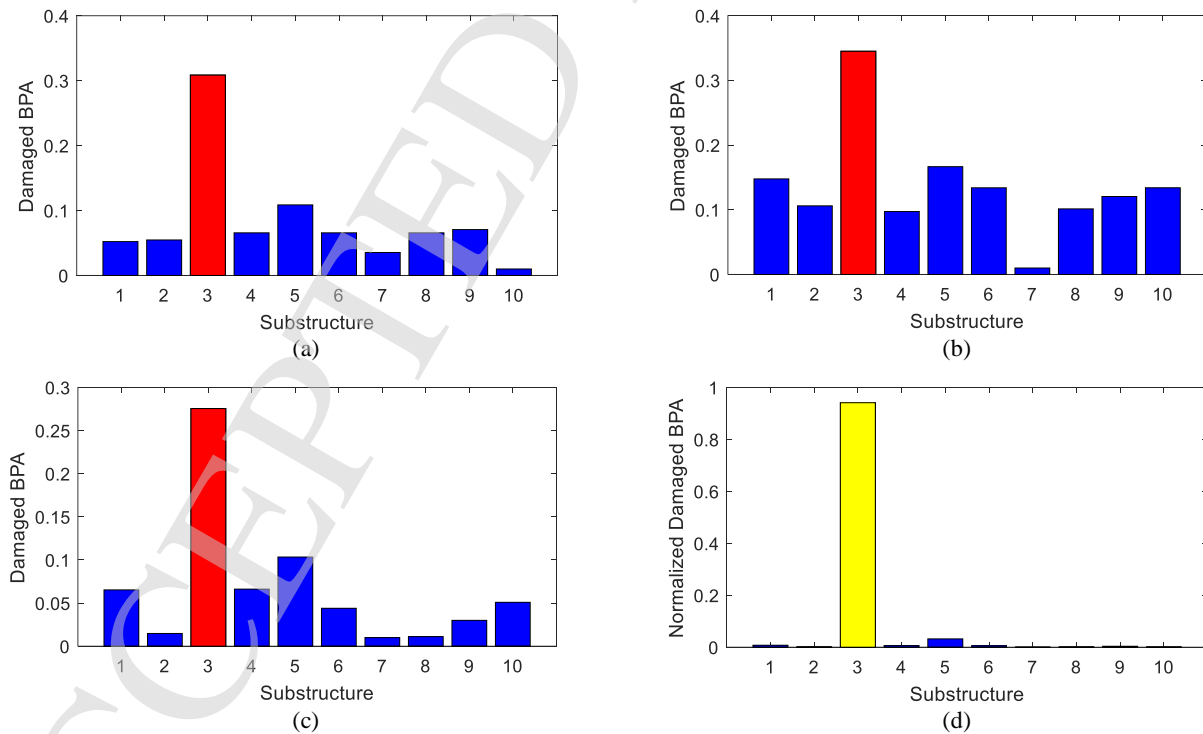 0.4
0.3
0.2
0.1
0
Damaged BPA
1 2 3 4 5 6 7 8 9 10
Substructure
(a)
0.4
0.3
0.2
0.1
0
Damaged BPA
1 2 3 4 5 6 7 8 9 10
Substructure
(b)
0.3
0.25
0.2
0.15
0.1
0.05
0
Damaged BPA
1 2 3 4 5 6 7 8 9 10
Substructure
(c)
1
0.8
0.6
0.4
0.2
0
Normalized Damaged BPA
1 2 3 4 5 6 7 8 9 10
Substructure
(d)
CCEPTED